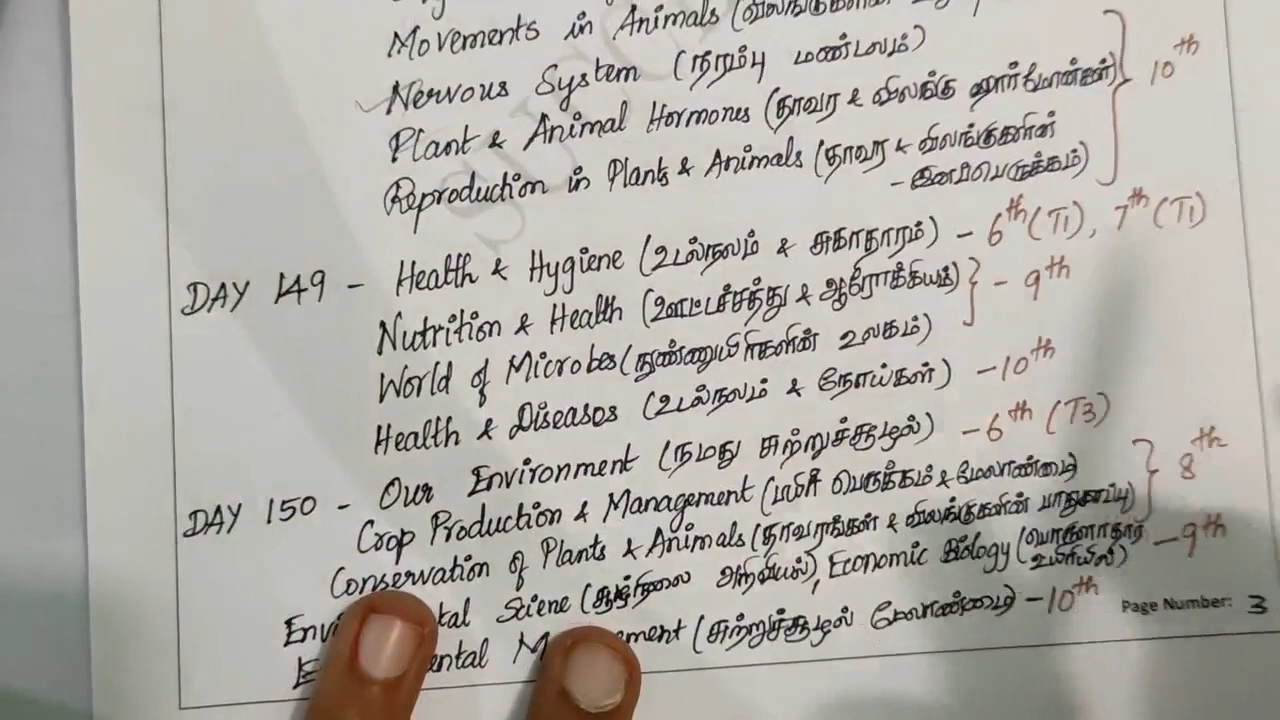 Movements in Animals
Nervous System (நரம்பு மண்டலம்)
Plant & Animal Hormones (தாவர & விலங்கு ஹார்மோன்கள்)
Reproduction in Plants & Animals (தாவர & விலங்குகளின்
- இனப்பெருக்கம்)
10th
DAY 149 - Health & Hygiene (உடல்நலம் & சுகாதாரம்) - 6th (T1), 7th (T1)
Nutrition & Health (ஊட்டச்சத்து & ஆரோக்கியம்)
World of Microbes (நுண்ணுயிரிகளின் உலகம்)
- 9th
Health & Diseases (உடல்நலம் & நோய்கள்) - 10th
DAY 150 - Our Environment (நமது சுற்றுச்சூழல்) - 6th (T3)
Crop Production & Management (பயிர் பெருக்கம் & மேலாண்மை)
Conservation of Plants & Animals (தாவரங்கள் & விலங்குகளின் பாதுகாப்பு)
8th
Sciene (சூழ்நிலை அறிவியல்), Economic Biology (பொருளாதார உயிரியல்) - 9th
(சுற்றுச்சூழல் மேலாண்மை) - 10th
Page Number: 3